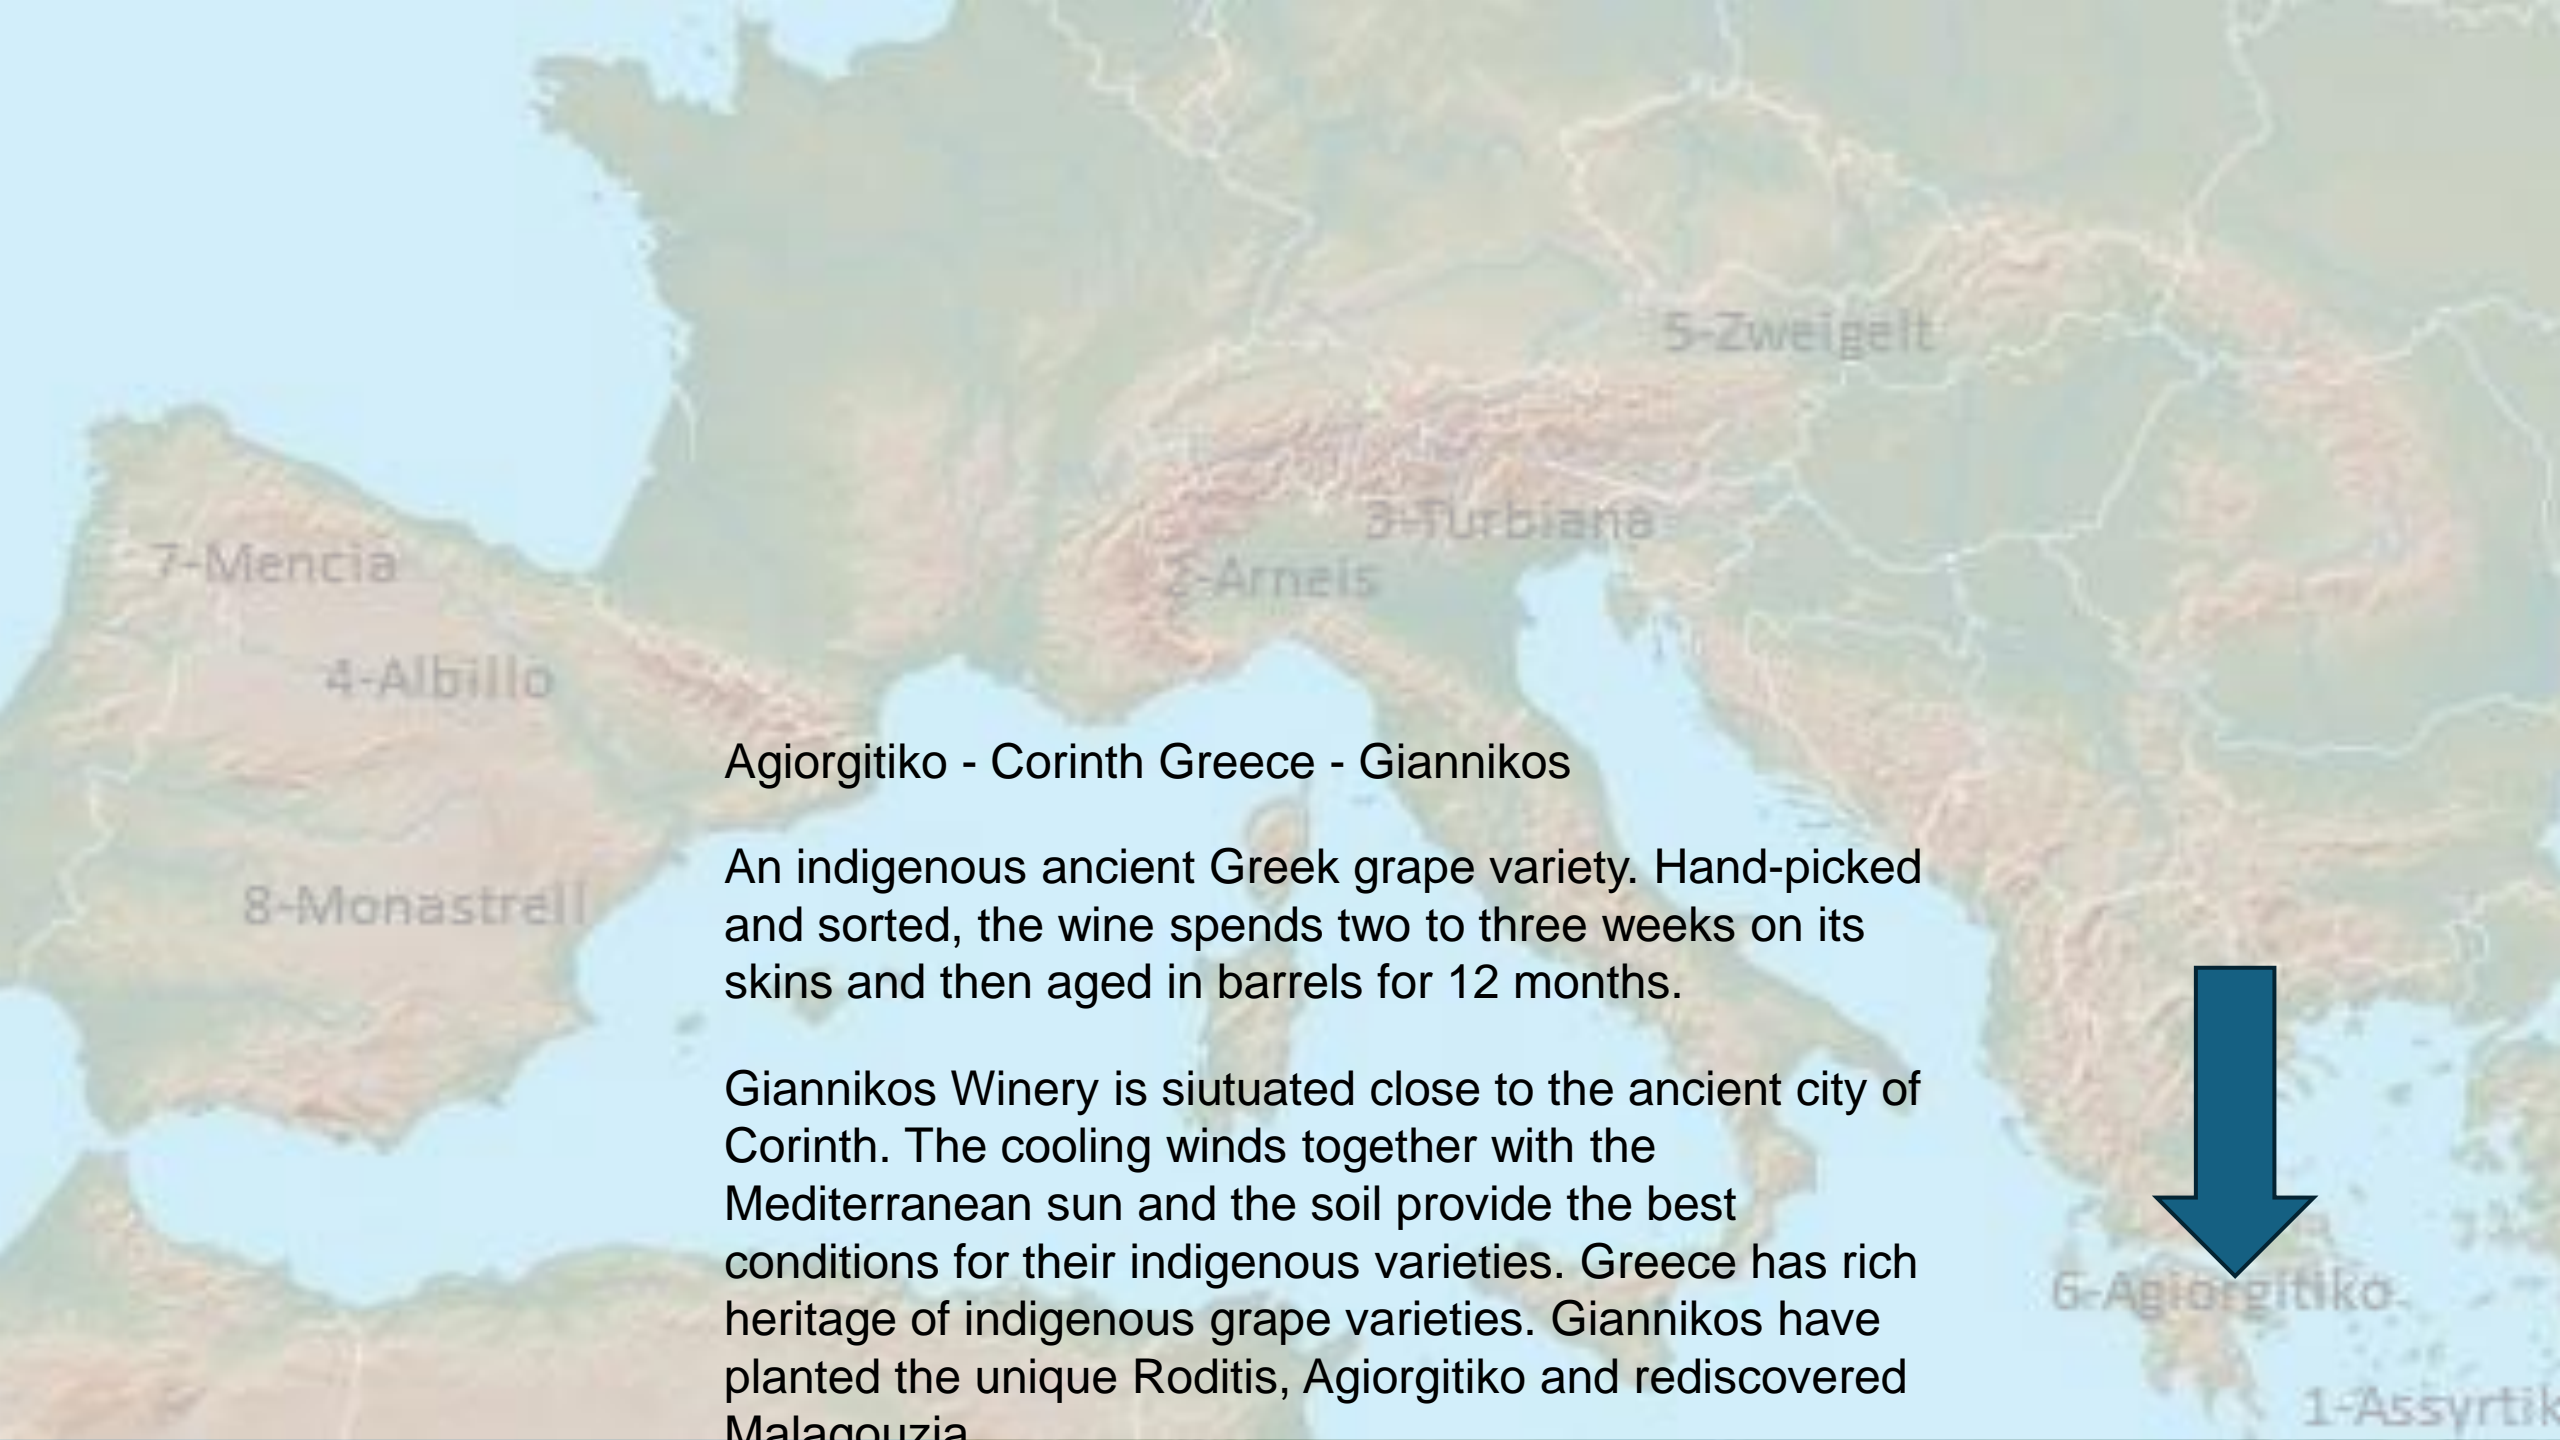 5-Zweigelt
3-Turbiana
2-Arneis
7-Mencia
4-Albillo
8-Monastrell
Agiorgitiko - Corinth Greece - Giannikos
An indigenous ancient Greek grape variety. Hand-picked
and sorted, the wine spends two to three weeks on its
skins and then aged in barrels for 12 months.
Giannikos Winery is siutuated close to the ancient city of
Corinth. The cooling winds together with the
Mediterranean sun and the soil provide the best
conditions for their indigenous varieties. Greece has rich
heritage of indigenous grape varieties. Giannikos have
planted the unique Roditis, Agiorgitiko and rediscovered
Malagouzia
6-Agiorgitiko
1-Assyrtik